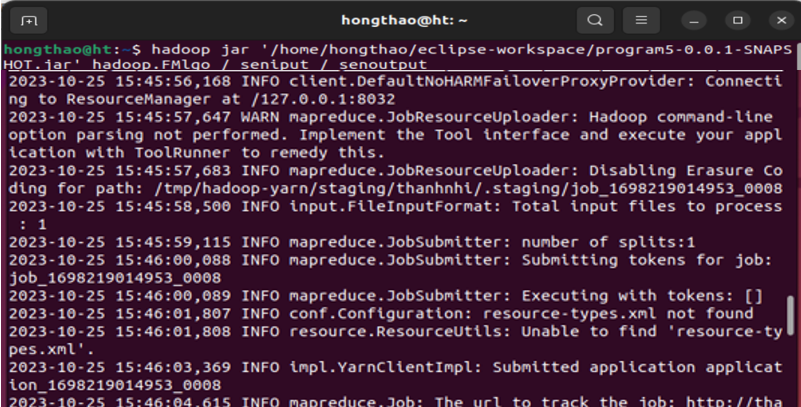 hongthao@ht: ~
hongthao@ht:~$ hadoop jar '/home/hongthao/eclipse-workspace/program5-0.0.1-SNAPS
HOT.jar' hadoop.FMlgo / seniput / senoutput
2023-10-25 15:45:56,168 INFO client.DefaultNoHARMFailoverProxyProvider: Connecti
ng to ResourceManager at /127.0.0.1:8032
2023-10-25 15:45:57,647 WARN mapreduce.JobResourceUploader: Hadoop command-line
option parsing not performed. Implement the Tool interface and execute your appl
ication with ToolRunner to remedy this.
2023-10-25 15:45:57,683 INFO mapreduce.JobResourceUploader: Disabling Erasure Co
ding for path: /tmp/hadoop-yarn/staging/thanhnhi/.staging/job_1698219014953_0008
2023-10-25 15:45:58,500 INFO input.FileInputFormat: Total input files to process
: 1
2023-10-25 15:45:59,115 INFO mapreduce.JobSubmitter: number of splits:1
2023-10-25 15:46:00,088 INFO mapreduce.JobSubmitter: Submitting tokens for job:
job_1698219014953_0008
2023-10-25 15:46:00,089 INFO mapreduce.JobSubmitter: Executing with tokens: []
2023-10-25 15:46:01,807 INFO conf.Configuration: resource-types.xml not found
2023-10-25 15:46:01,808 INFO resource.ResourceUtils: Unable to find 'resource-ty
pes.xml'.
2023-10-25 15:46:03,369 INFO impl.YarnClientImpl: Submitted application applicat
ion_1698219014953_0008
2023-10-25 15:46:04,615 INFO mapreduce.Job: The url to track the job: http://tha